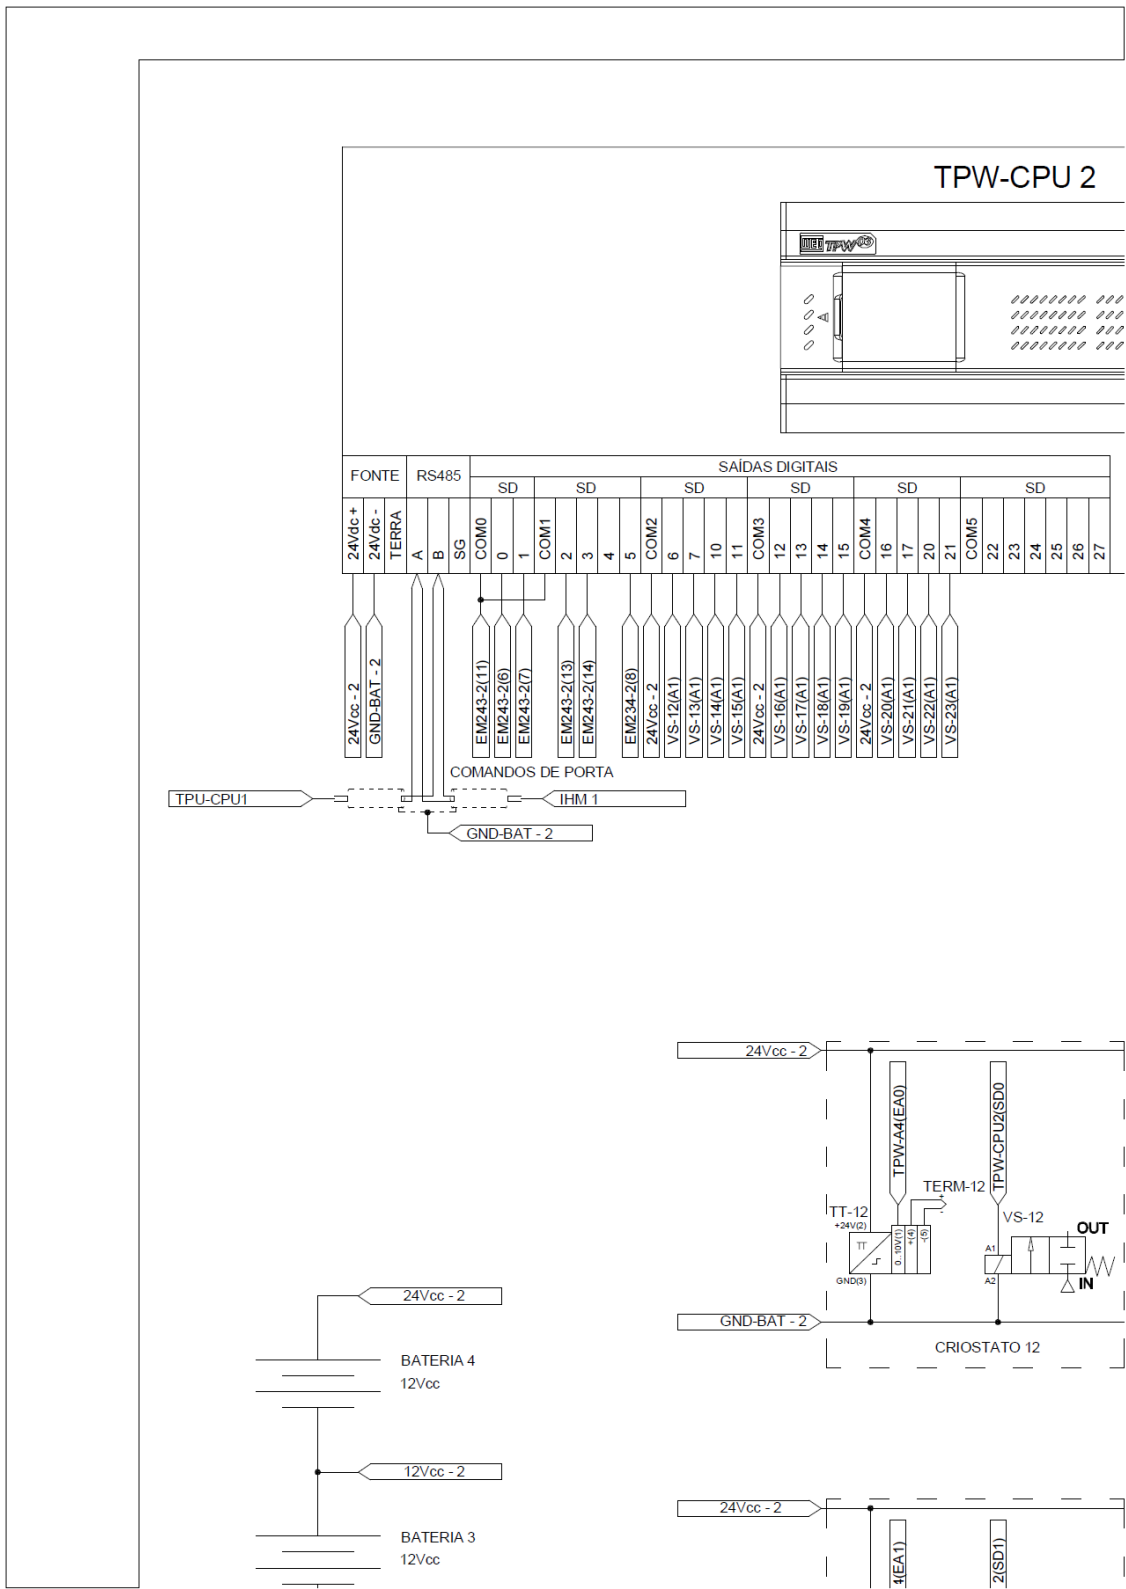 TPW-CPU 2
WEG TPW 03
SAÍDAS DIGITAIS
FONTE
RS485
SD
SD
SD
SD
SD
SD
24Vdc +
24Vdc -
TERRA
A
B
SG
COM0
0
1
COM1
2
3
4
5
COM2
6
7
10
11
COM3
12
13
14
15
COM4
16
17
20
21
COM5
22
23
24
25
26
27
24Vcc - 2
GND-BAT - 2
EM243-2(11)
EM243-2(6)
EM243-2(7)
EM243-2(13)
EM243-2(14)
EM234-2(8)
24Vcc - 2
VS-12(A1)
VS-13(A1)
VS-14(A1)
VS-15(A1)
24Vcc - 2
VS-16(A1)
VS-17(A1)
VS-18(A1)
VS-19(A1)
24Vcc - 2
VS-20(A1)
VS-21(A1)
VS-22(A1)
VS-23(A1)
COMANDOS DE PORTA
TPU-CPU1
IHM 1
GND-BAT - 2
24Vcc - 2
TPW-A4(EA0)
TPW-CPU2(SD0
TERM-12
+
-
TT-12
+24V(2)
TT
0..10V(1)
+(4)
-(5)
GND(3)
VS-12
A1
A2
OUT
IN
GND-BAT - 2
CRIOSTATO 12
24Vcc - 2
BATERIA 4
12Vcc
12Vcc - 2
BATERIA 3
12Vcc
24Vcc - 2
4(EA1)
2(SD1)